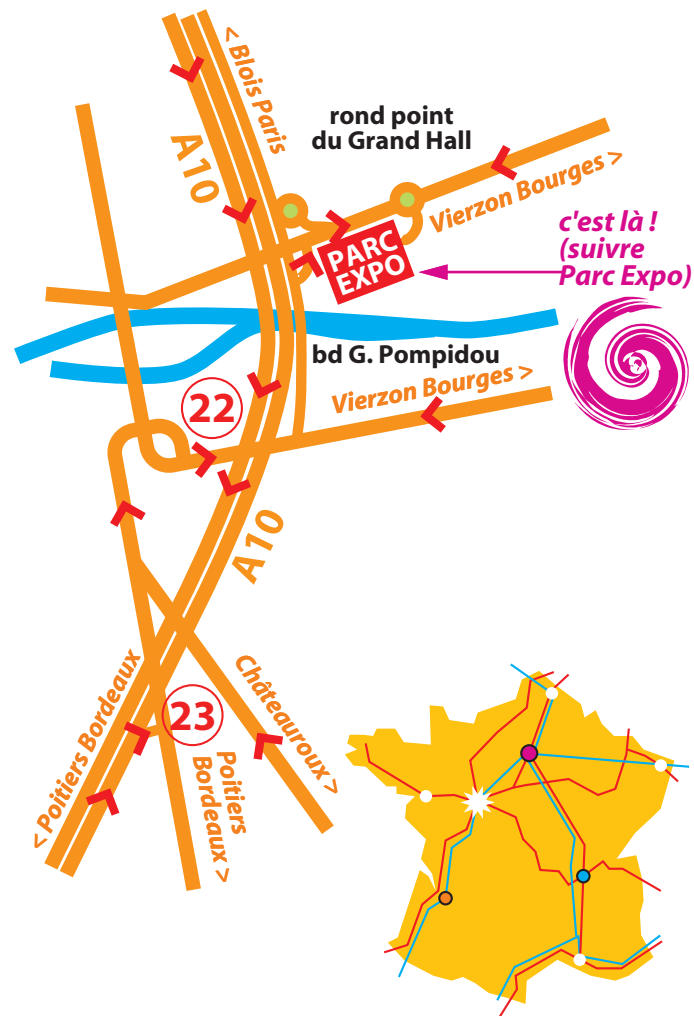 < Blois Paris
rond point
du Grand Hall
A10
Vierzon Bourges >
c'est là !
(suivre
Parc Expo)
PARC
EXPO
bd G. Pompidou
Vierzon Bourges >
22
A10
< Poitiers Bordeaux
23
Poitiers
Bordeaux >
Châteauroux >